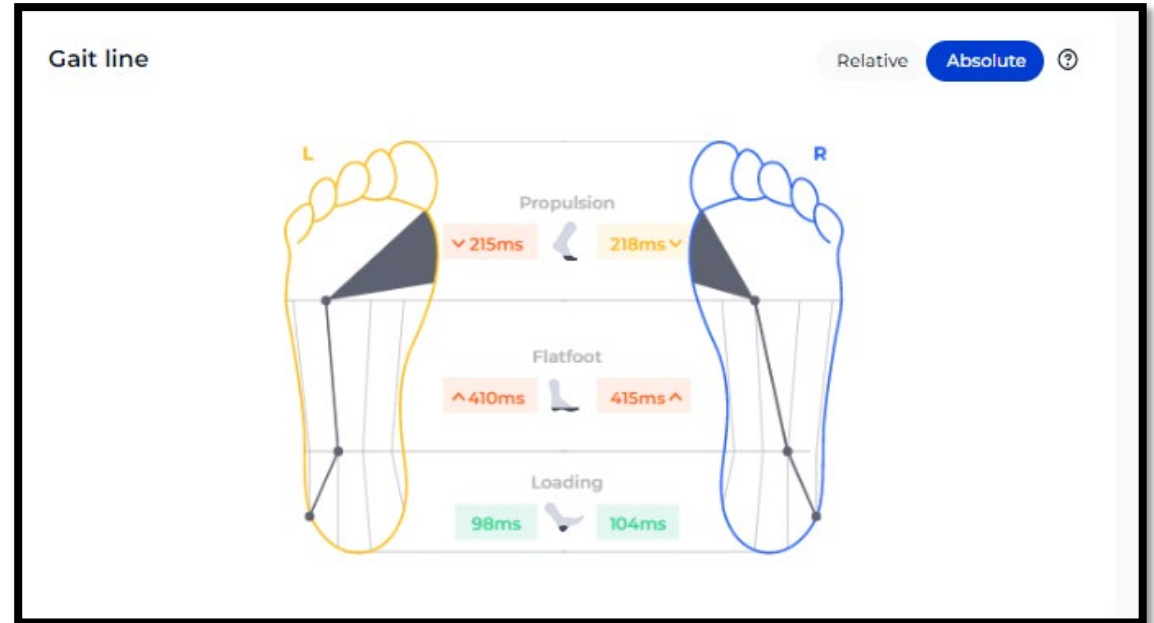 Gait line
Relative Absolute ?
L R
Propulsion
215ms 218ms
Flatfoot
410ms 415ms
Loading
98ms 104ms